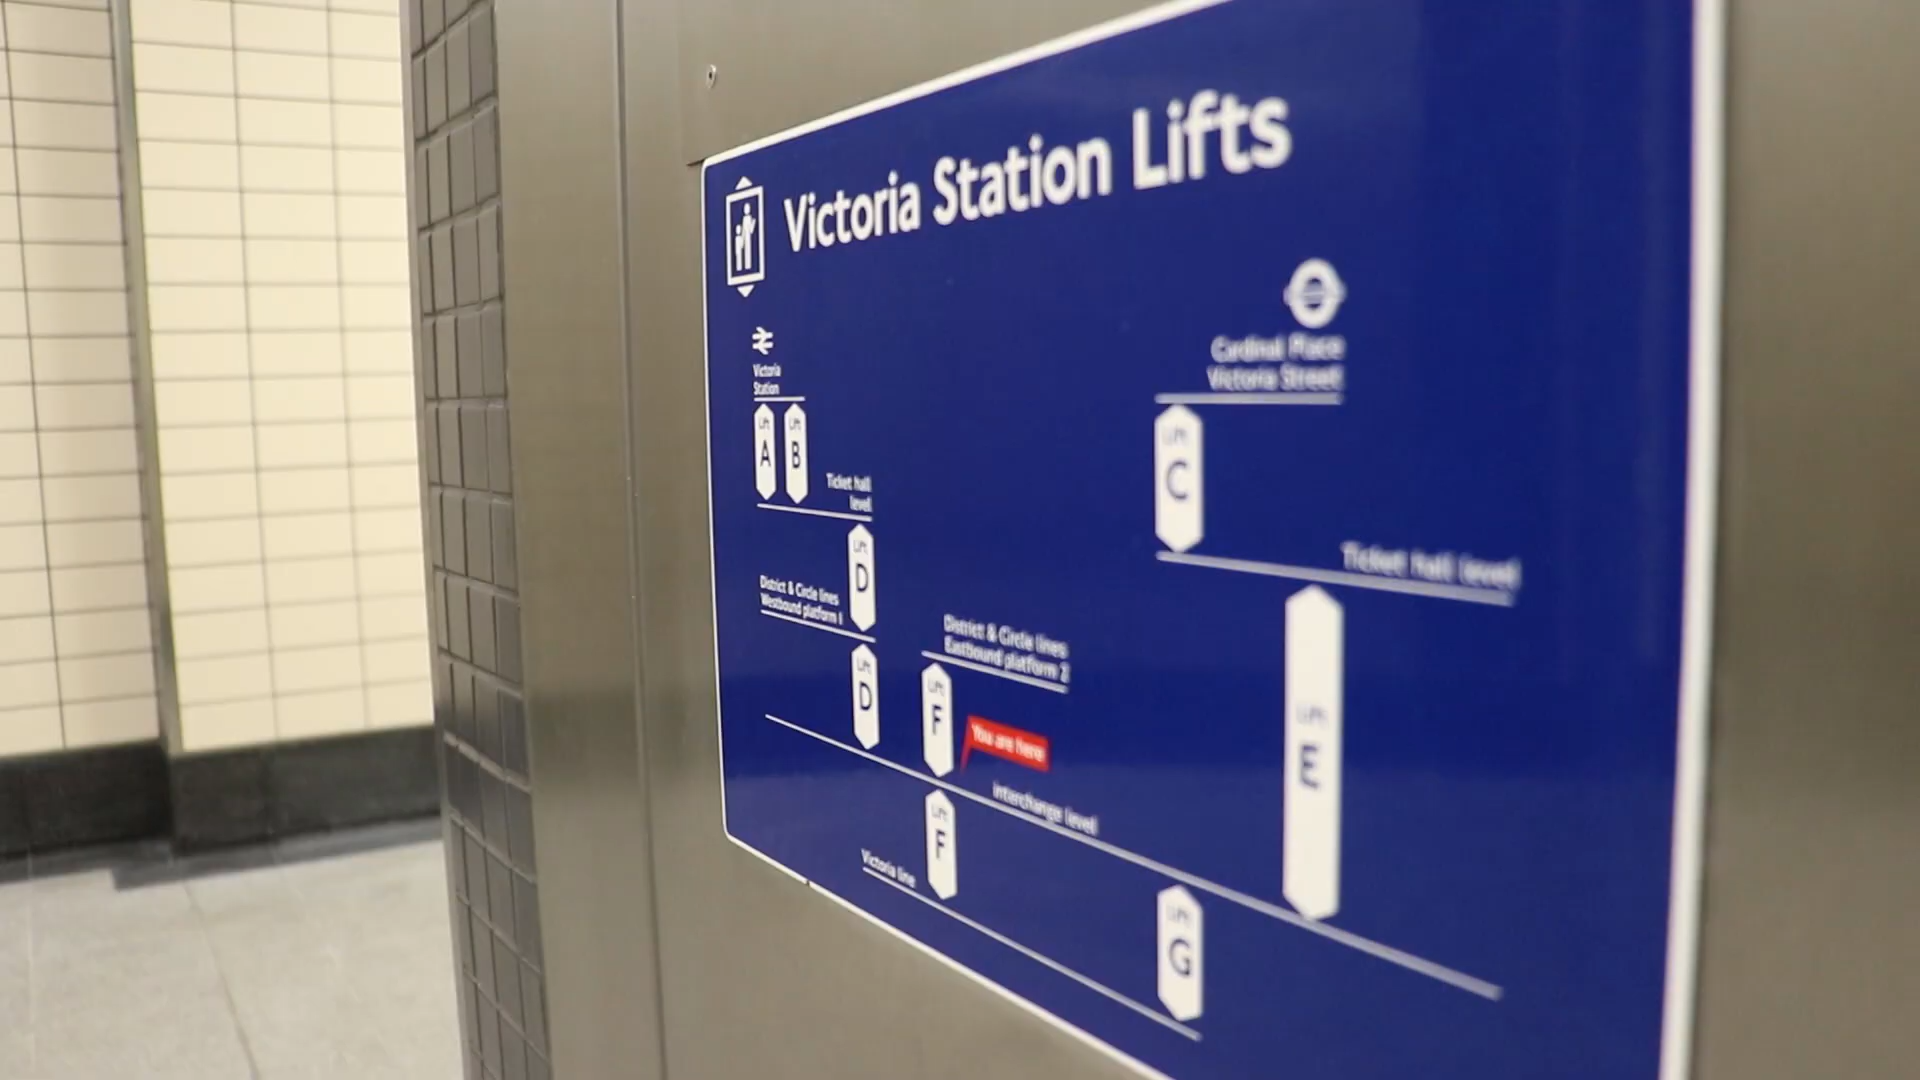 Victoria Station Lifts
Victoria
Station
Lift
A
Lift
B
Ticket hall
level
Lift
D
District & Circle lines
Westbound platform 1
Lift
D
District & Circle lines
Eastbound platform 2
Lift
F
You are here
Interchange level
Lift
F
Victoria line
Cardinal Place
Victoria Street
Lift
C
Ticket hall level
Lift
E
Lift
G